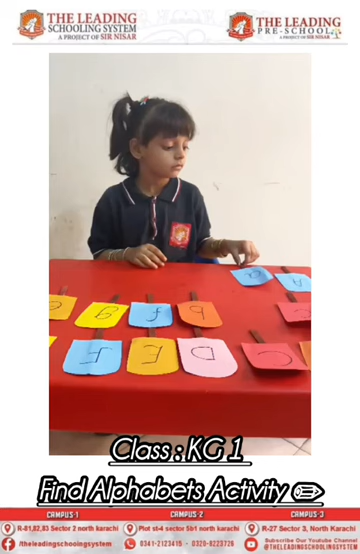 THE LEADING
SCHOOLING SYSTEM
A PROJECT OF SIR NISAR
THE LEADING
PRE-SCHOOL
A PROJECT OF SIR NISAR
a
A
g
f
b
F
E
D
C
Class : KG 1
Find Alphabets Activity
CAMPUS-1
CAMPUS-2
CAMPUS-3
R-81,82,83 Sector 2 north karachi
Plot st-4 sector 5b1 north karachi
R-27 Sector 3, North Karachi
/theleadingschooingsystem
0341-2123415 - 0320-8223726
Subscribe Our Youtube Channel
@THELEADINGSCHOOLINGSYSTEM